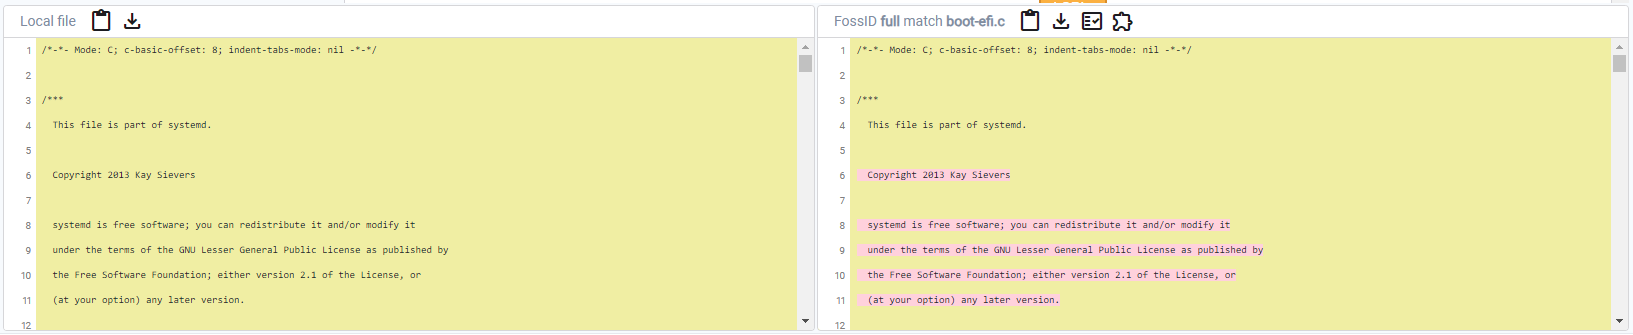 Local file
1 /*-*- Mode: C; c-basic-offset: 8; indent-tabs-mode: nil -*-*/
2
3 /***
4 This file is part of systemd.
5
6 Copyright 2013 Kay Sievers
7
8 systemd is free software; you can redistribute it and/or modify it
9 under the terms of the GNU Lesser General Public License as published by
10 the Free Software Foundation; either version 2.1 of the License, or
11 (at your option) any later version.
12
FossID full match boot-efi.c
1 /*-*- Mode: C; c-basic-offset: 8; indent-tabs-mode: nil -*-*/
2
3 /***
4 This file is part of systemd.
5
6 Copyright 2013 Kay Sievers
7
8 systemd is free software; you can redistribute it and/or modify it
9 under the terms of the GNU Lesser General Public License as published by
10 the Free Software Foundation; either version 2.1 of the License, or
11 (at your option) any later version.
12